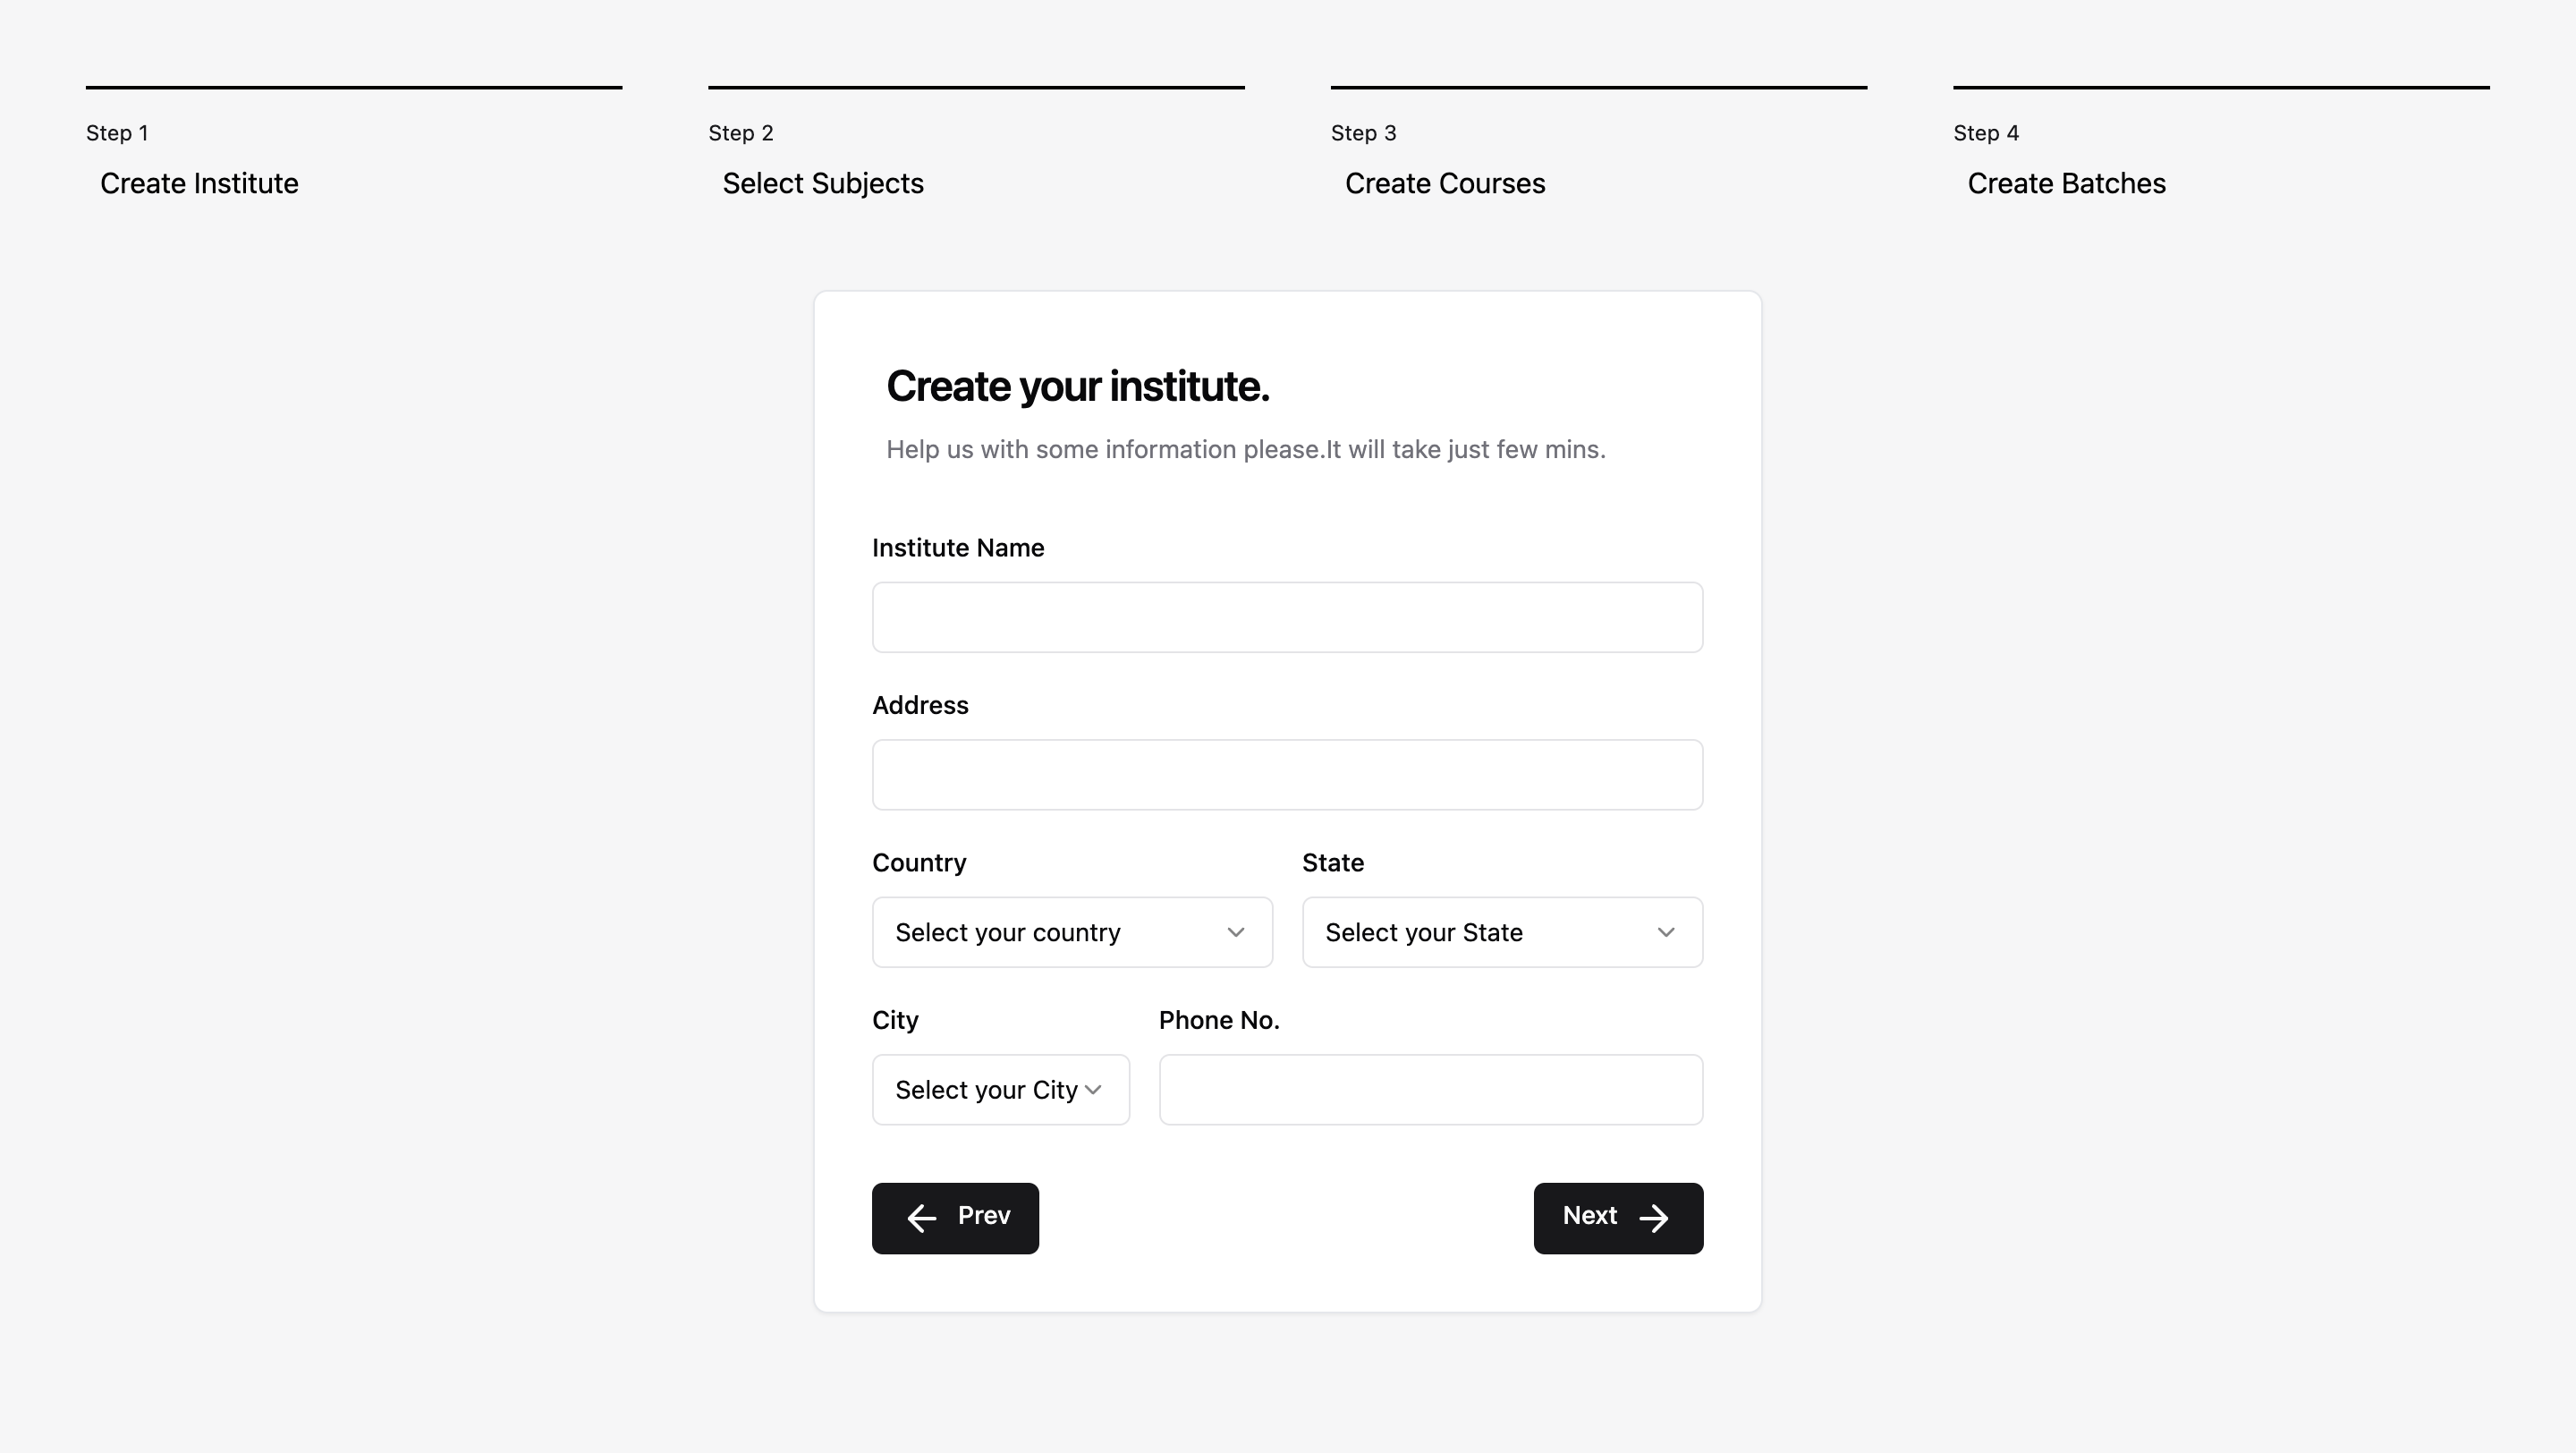 Step 1
Create Institute
Step 2
Select Subjects
Step 3
Create Courses
Step 4
Create Batches
Create your institute.
Help us with some information please.It will take just few mins.
Institute Name
Address
Country
State
Select your country
Select your State
City
Phone No.
Select your City
Prev
Next